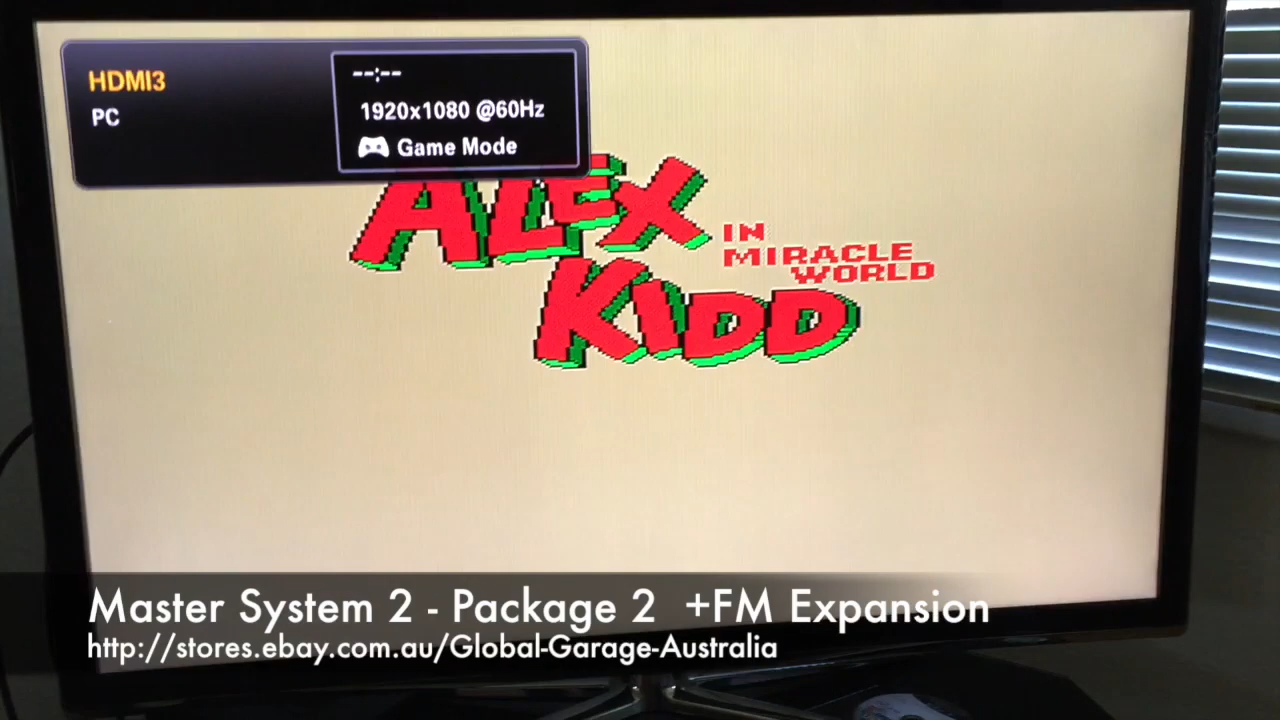 HDMI3
PC
--:--
1920x1080 @60Hz
Game Mode
ALEX
KIDD
IN
MIRACLE
WORLD
Master System 2 - Package 2 +FM Expansion
http://stores.ebay.com.au/Global-Garage-Australia